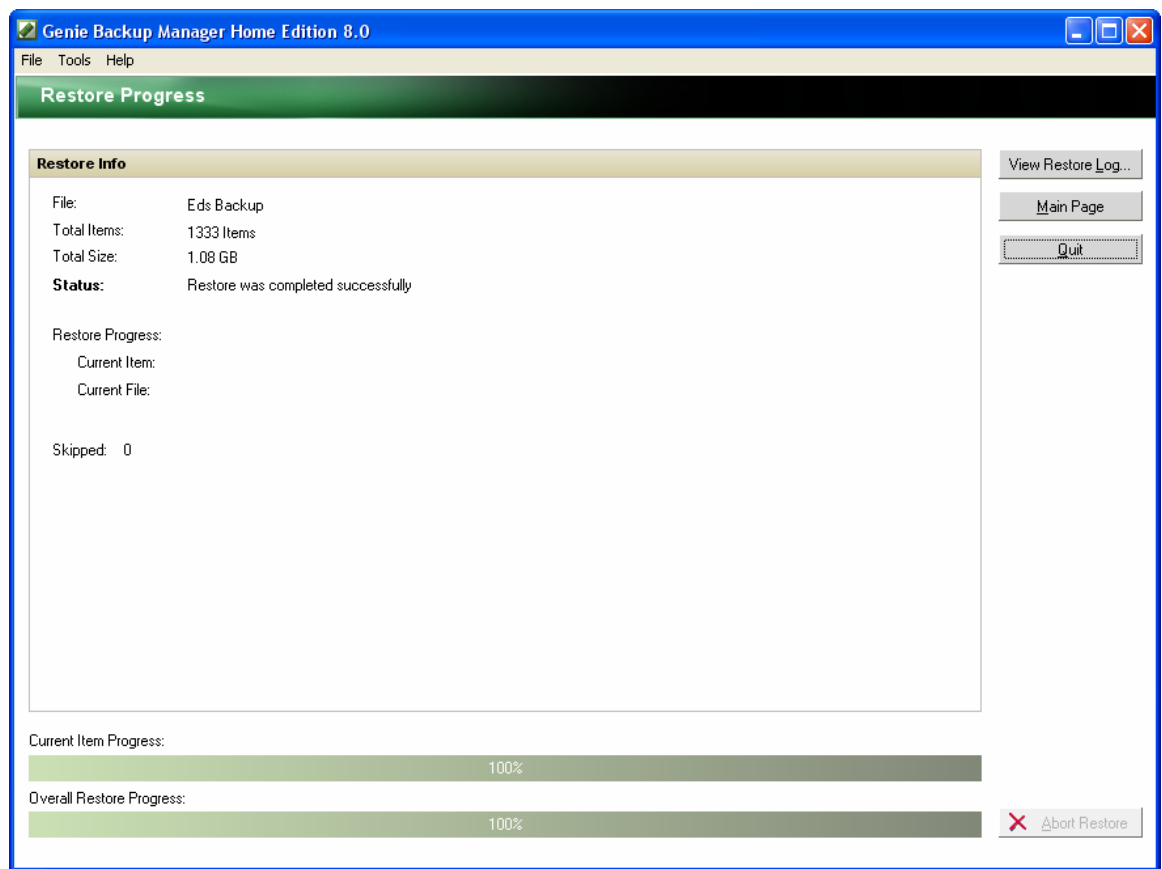 Genie Backup Manager Home Edition 8.0
File Tools Help
Restore Progress
Restore Info
File: Eds Backup
Total Items: 1333 Items
Total Size: 1.08 GB
Status: Restore was completed successfully
Restore Progress:
Current Item:
Current File:
Skipped: 0
View Restore Log...
Main Page
Quit
Current Item Progress:
100%
Overall Restore Progress:
100%
Abort Restore